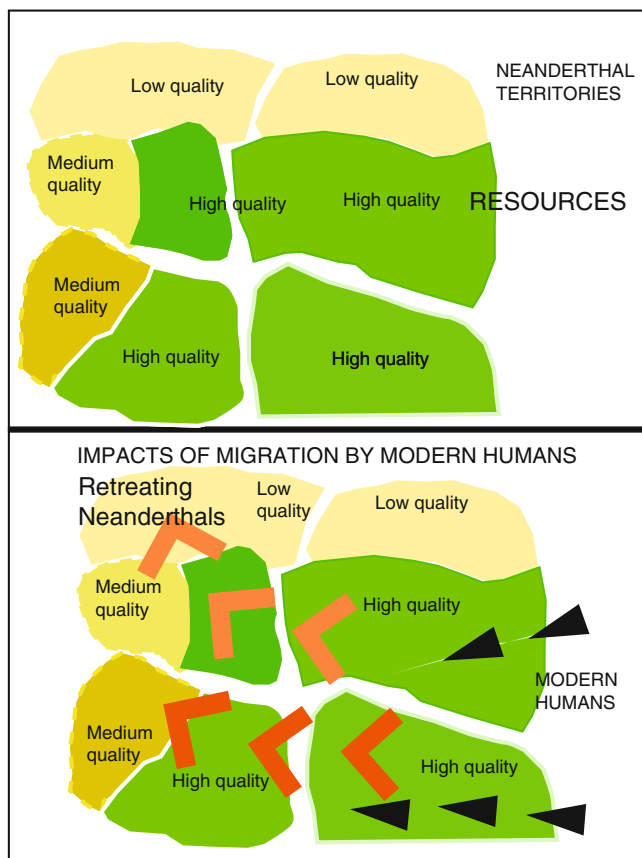 Low quality
Low quality
NEANDERTHAL
TERRITORIES
Medium
quality
High quality
High quality
RESOURCES
Medium
quality
High quality
High quality
IMPACTS OF MIGRATION BY MODERN HUMANS
Retreating
Neanderthals
Low
quality
Low quality
Medium
quality
High quality
MODERN
HUMANS
Medium
quality
High quality
High quality